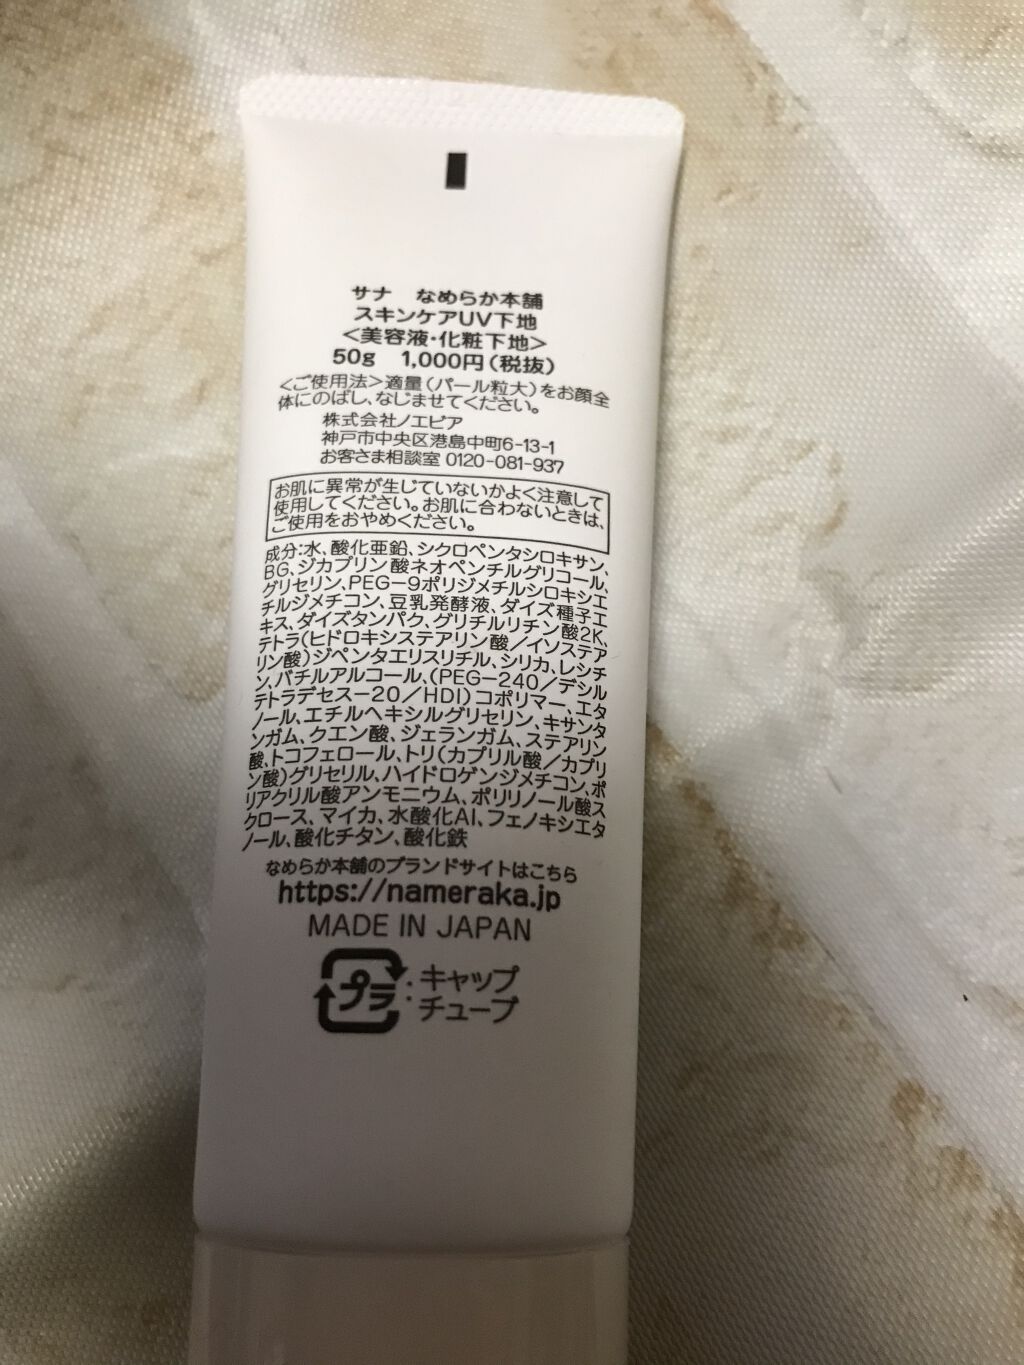 サナ なめらか本舗
スキンケアUV下地
＜美容液・化粧下地＞
50g 1,000円（税抜）
＜ご使用法＞適量（パール粒大）をお顔全
体にのばし、なじませてください。
株式会社ノエビア
神戸市中央区港島中町6-13-1
お客さま相談室 0120-081-937
お肌に異常が生じていないかよく注意して
使用してください。お肌に合わないときは、
ご使用をおやめください。
成分：水、酸化亜鉛、シクロペンタシロキサン、
BG、ジカプリン酸ネオペンチルグリコール、
グリセリン、PEG－9ポリジメチルシロキシエ
チルジメチコン、豆乳発酵液、ダイズ種子エ
キス、ダイズタンパク、グリチルリチン酸2K、
テトラ（ヒドロキシステアリン酸／イソステア
リン酸）ジペンタエリスリチル、シリカ、レシチ
ン、バチルアルコール、（PEG－240／デシル
テトラデセス－20／HDI）コポリマー、エタ
ノール、エチルヘキシルグリセリン、キサンタ
ンガム、クエン酸、ジェランガム、ステアリン
酸、トコフェロール、トリ（カプリル酸／カプリ
ン酸）グリセリル、ハイドロゲンジメチコン、ポ
リアクリル酸アンモニウム、ポリリノール酸ス
クロース、マイカ、水酸化Al、フェノキシエタ
ノール、酸化チタン、酸化鉄
なめらか本舗のブランドサイトはこちら
https://nameraka.jp
MADE IN JAPAN
プラ：キャップ
チューブ